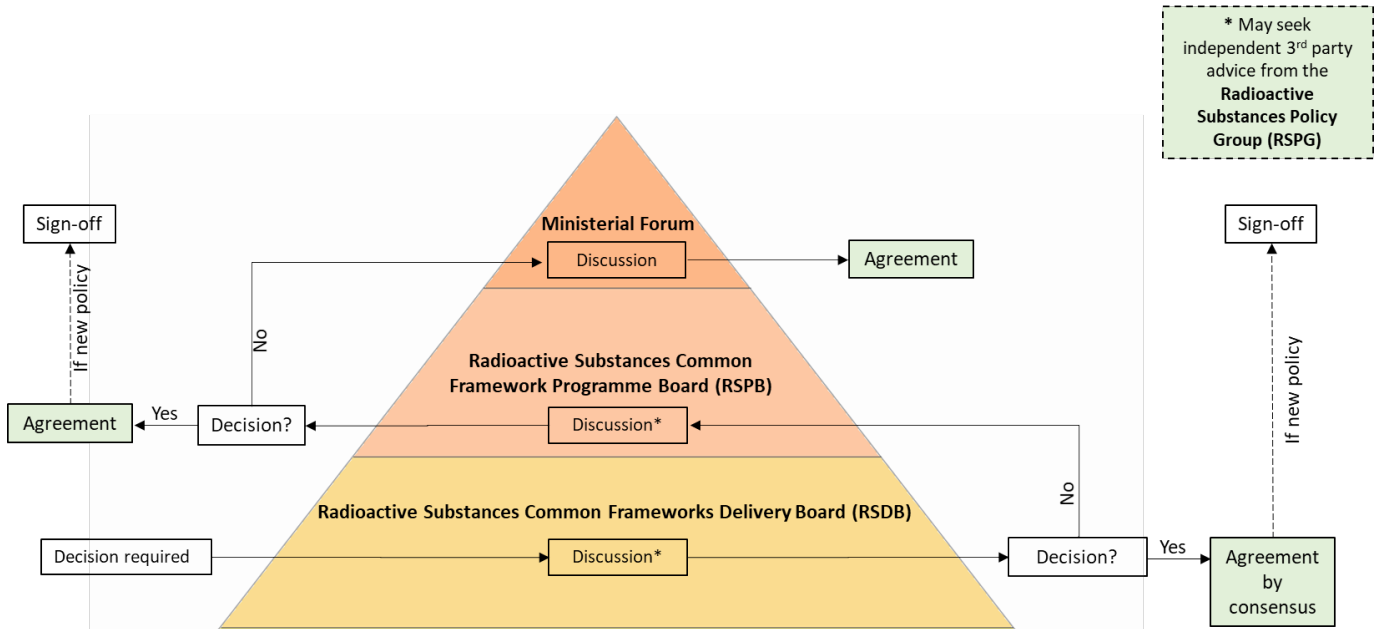 * May seek
independent 3rd party
advice from the
Radioactive
Substances Policy
Group (RSPG)
Sign-off
If new policy
Agreement
Yes
Decision?
No
Ministerial Forum
Discussion
Agreement
Radioactive Substances Common
Framework Programme Board (RSPB)
Discussion*
Radioactive Substances Common Frameworks Delivery Board (RSDB)
Decision required
Discussion*
Decision?
No
Yes
Agreement
by
consensus
If new policy
Sign-off